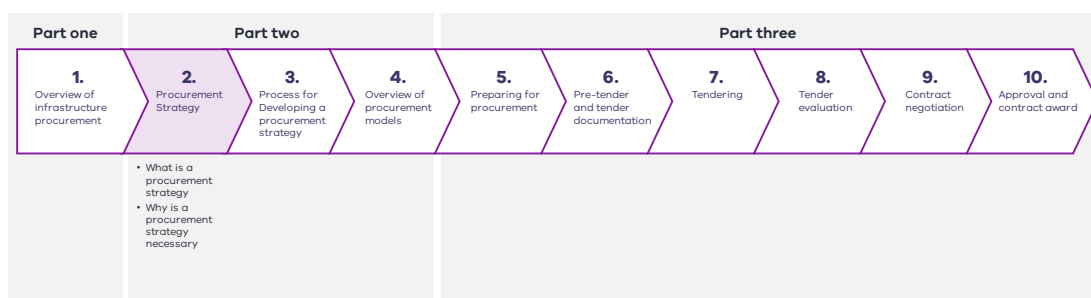 Part one
Part two
Part three
1.
Overview of
infrastructure
procurement
2.
Procurement
Strategy
3.
Process for
Developing a
procurement
strategy
4.
Overview of
procurement
models
5.
Preparing for
procurement
6.
Pre-tender
and tender
documentation
7.
Tendering
8.
Tender
evaluation
9.
Contract
negotiation
10.
Approval and
contract award
• What is a
procurement
strategy
• Why is a
procurement
strategy
necessary